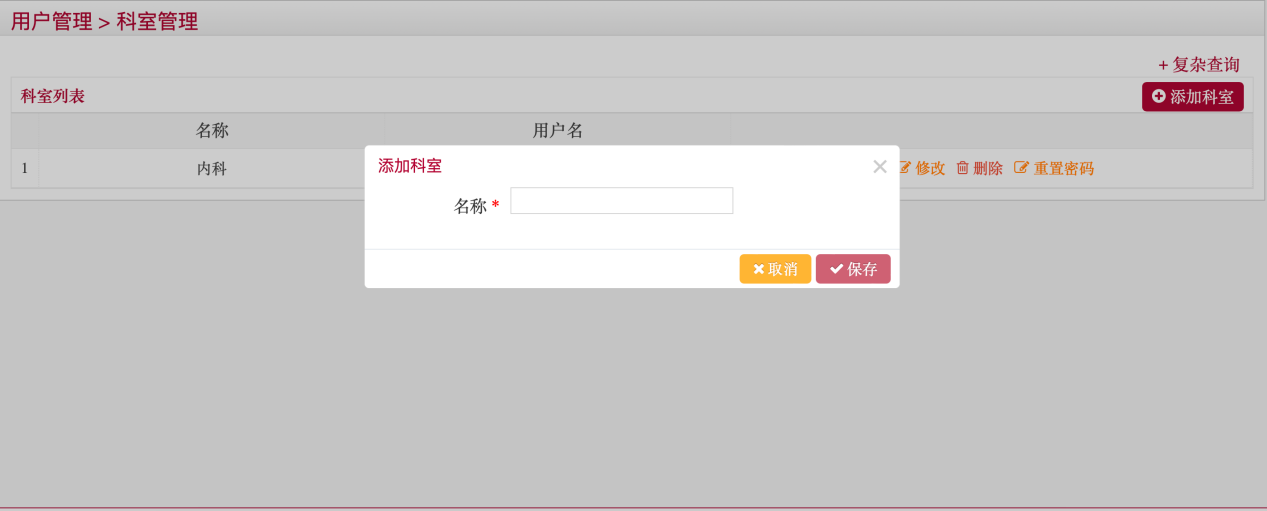 用户管理 > 科室管理
+ 复杂查询
科室列表
添加科室
名称 用户名
1 内科 修改 删除 重置密码
添加科室
名称 *
取消 保存